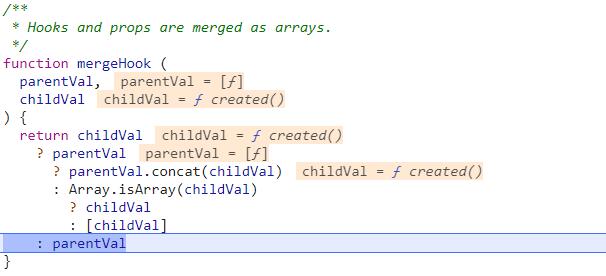 /**
 * Hooks and props are merged as arrays.
 */
function mergeHook (
  parentVal,  parentVal = [ƒ]
  childVal  childVal = ƒ created()
) {
  return childVal  childVal = ƒ created()
    ? parentVal  parentVal = [ƒ]
      ? parentVal.concat(childVal)  childVal = ƒ created()
      : Array.isArray(childVal)
        ? childVal
        : [childVal]
    : parentVal
}